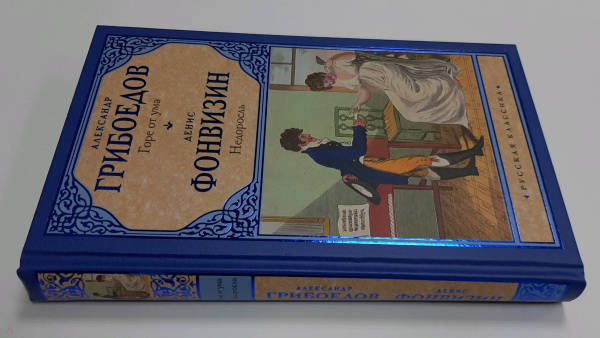 АЛЕКСАНДР
ГРИБОЕДОВ
Горе от ума
ДЕНИС
ФОНВИЗИН
Недоросль
РУССКАЯ КЛАССИКА
АЛЕКСАНДР
ГРИБОЕДОВ
ДЕНИС
ФОНВИЗИН